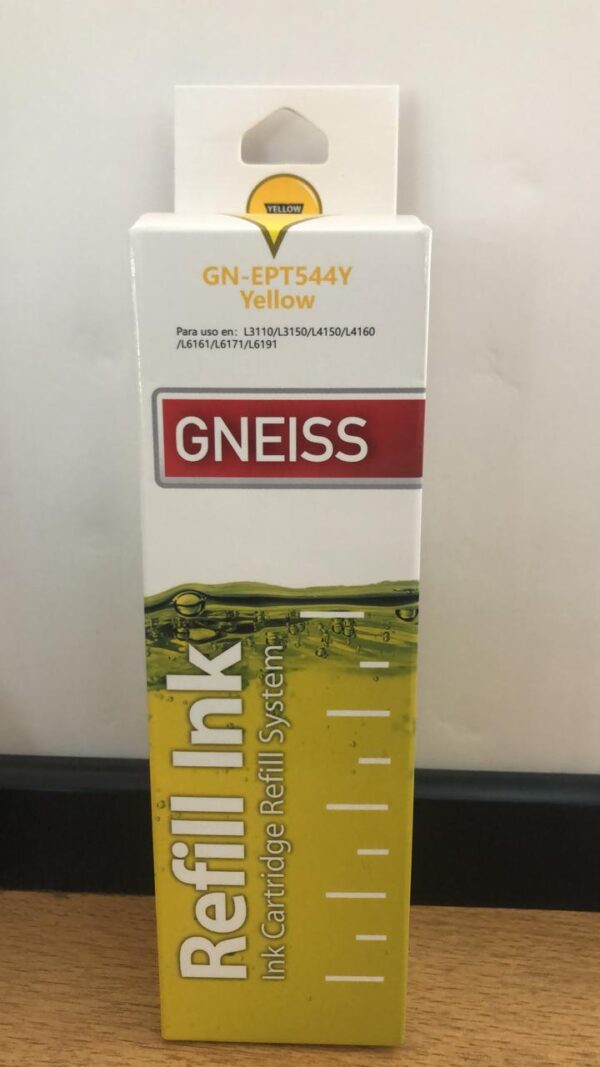 YELLOW
GN-EPT544Y
Yellow
Para uso en: L3110/L3150/L4150/L4160
/L6161/L6171/L6191
GNEISS
Refill Ink
Ink Cartridge Refill System